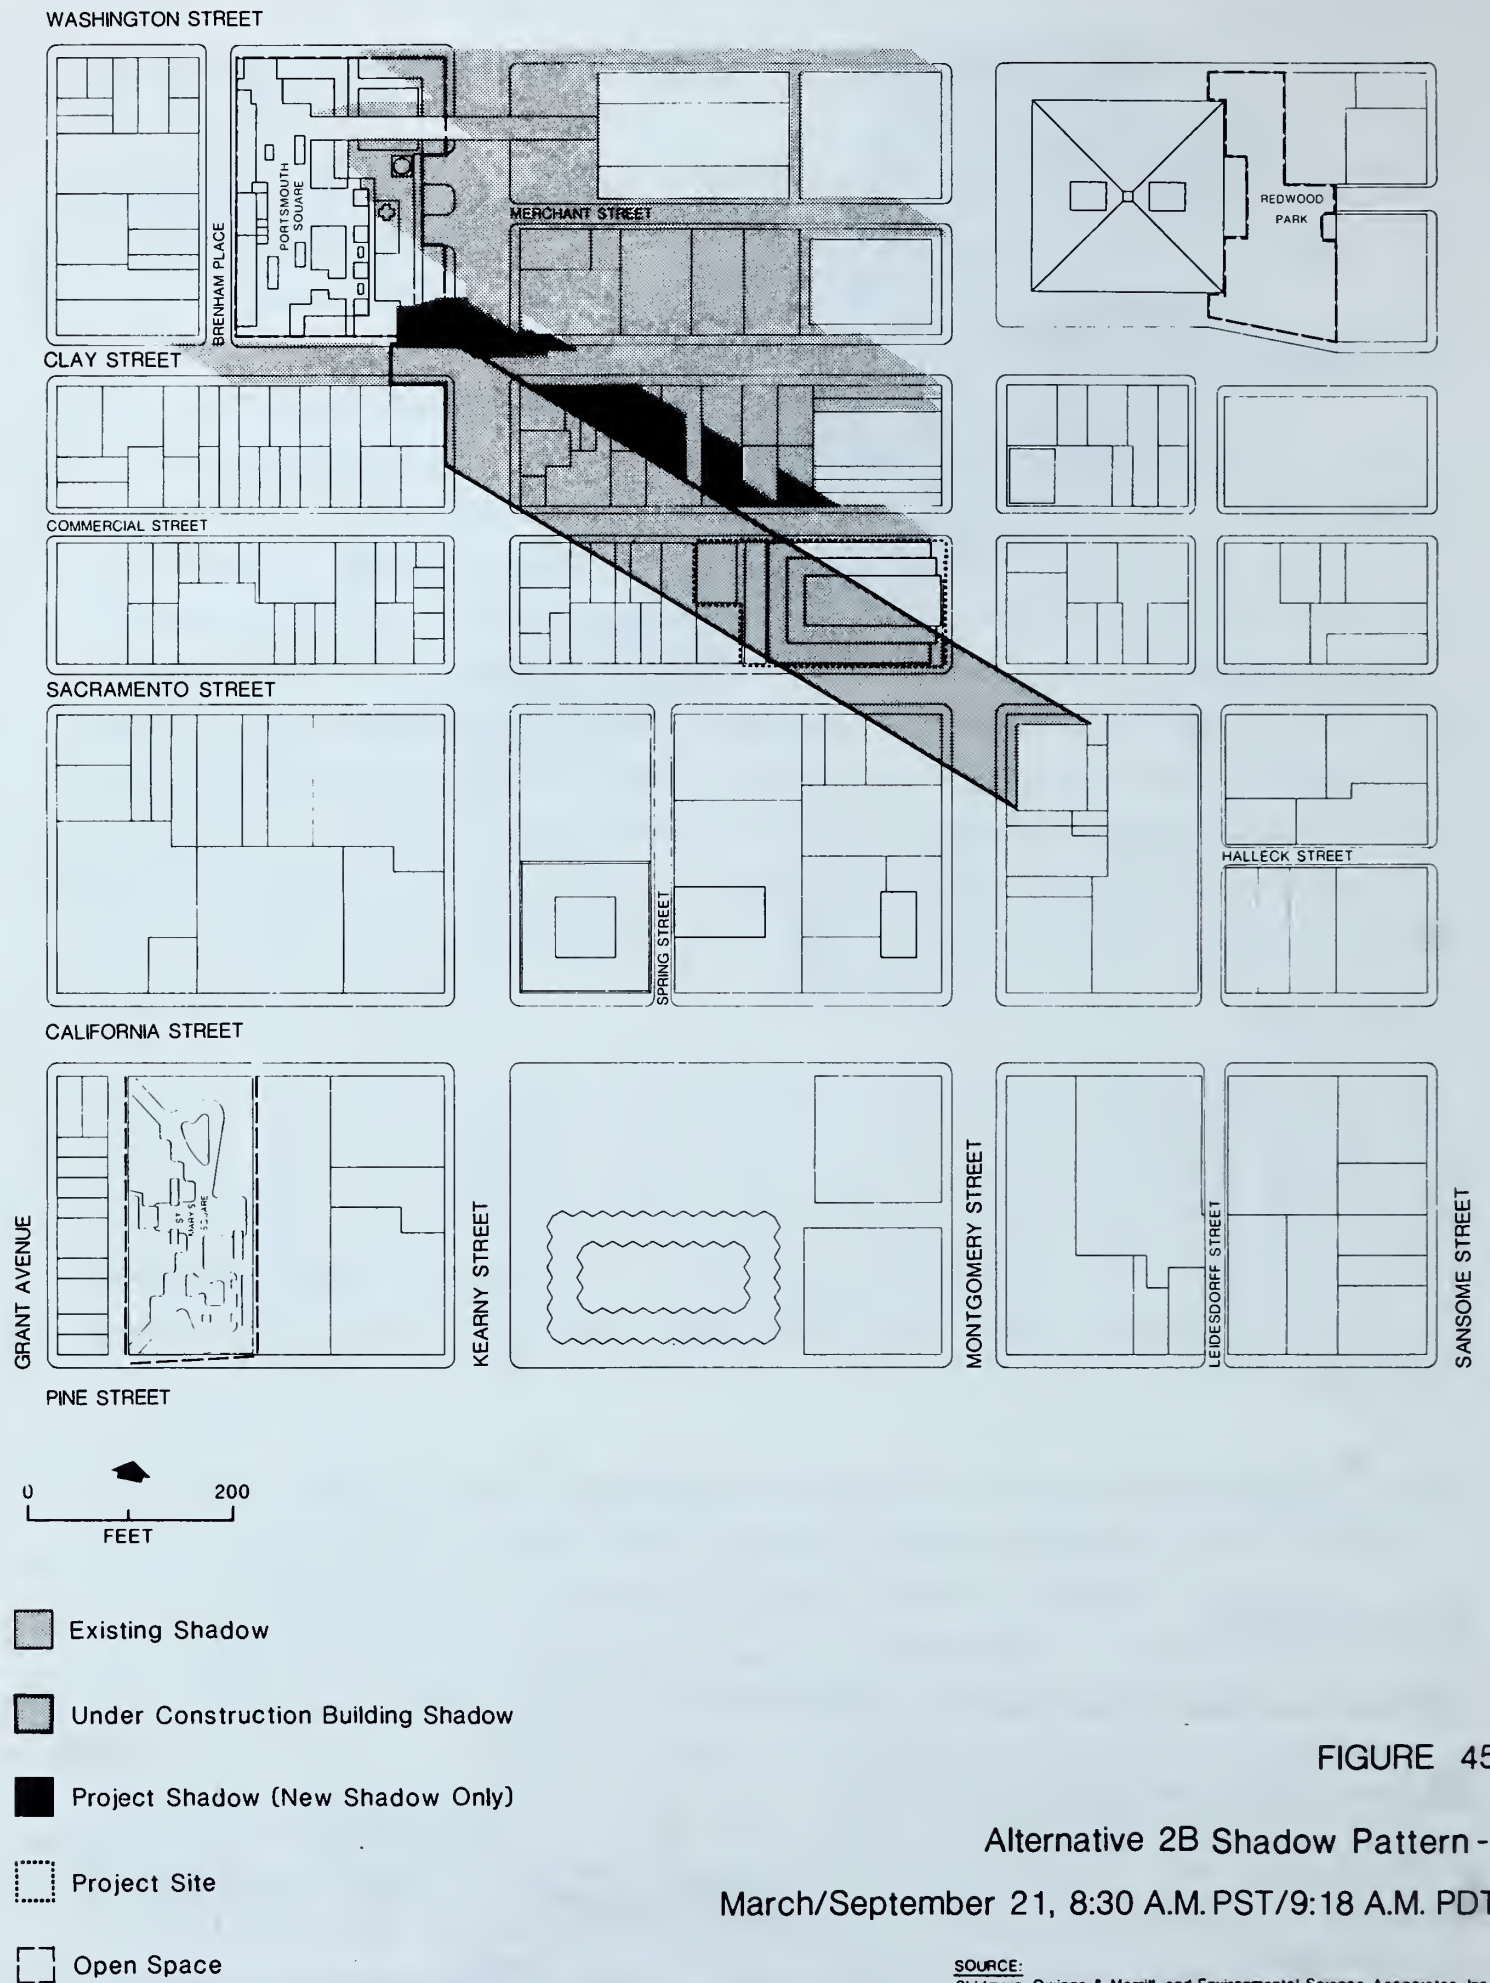 WASHINGTON STREET
PORTSMOUTH
SQUARE
BRENHAM PLACE
MERCHANT STREET
REDWOOD
PARK
CLAY STREET
COMMERCIAL STREET
SACRAMENTO STREET
SPRING STREET
HALLECK STREET
CALIFORNIA STREET
ST
MARY'S
SQUARE
GRANT AVENUE
KEARNY STREET
MONTGOMERY STREET
LEIDESDORFF STREET
SANSOME STREET
PINE STREET
0 200
FEET
Existing Shadow
Under Construction Building Shadow
Project Shadow (New Shadow Only)
Project Site
Open Space
FIGURE 45
Alternative 2B Shadow Pattern -
March/September 21, 8:30 A.M. PST/9:18 A.M. PDT
SOURCE: